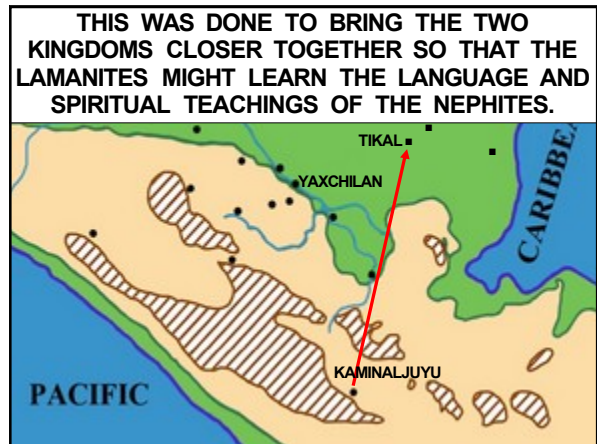 THIS WAS DONE TO BRING THE TWO
KINGDOMS CLOSER TOGETHER SO THAT THE
LAMANITES MIGHT LEARN THE LANGUAGE AND
SPIRITUAL TEACHINGS OF THE NEPHITES.
TIKAL
YAXCHILAN
CARIBBEA
KAMINALJUYU
PACIFIC